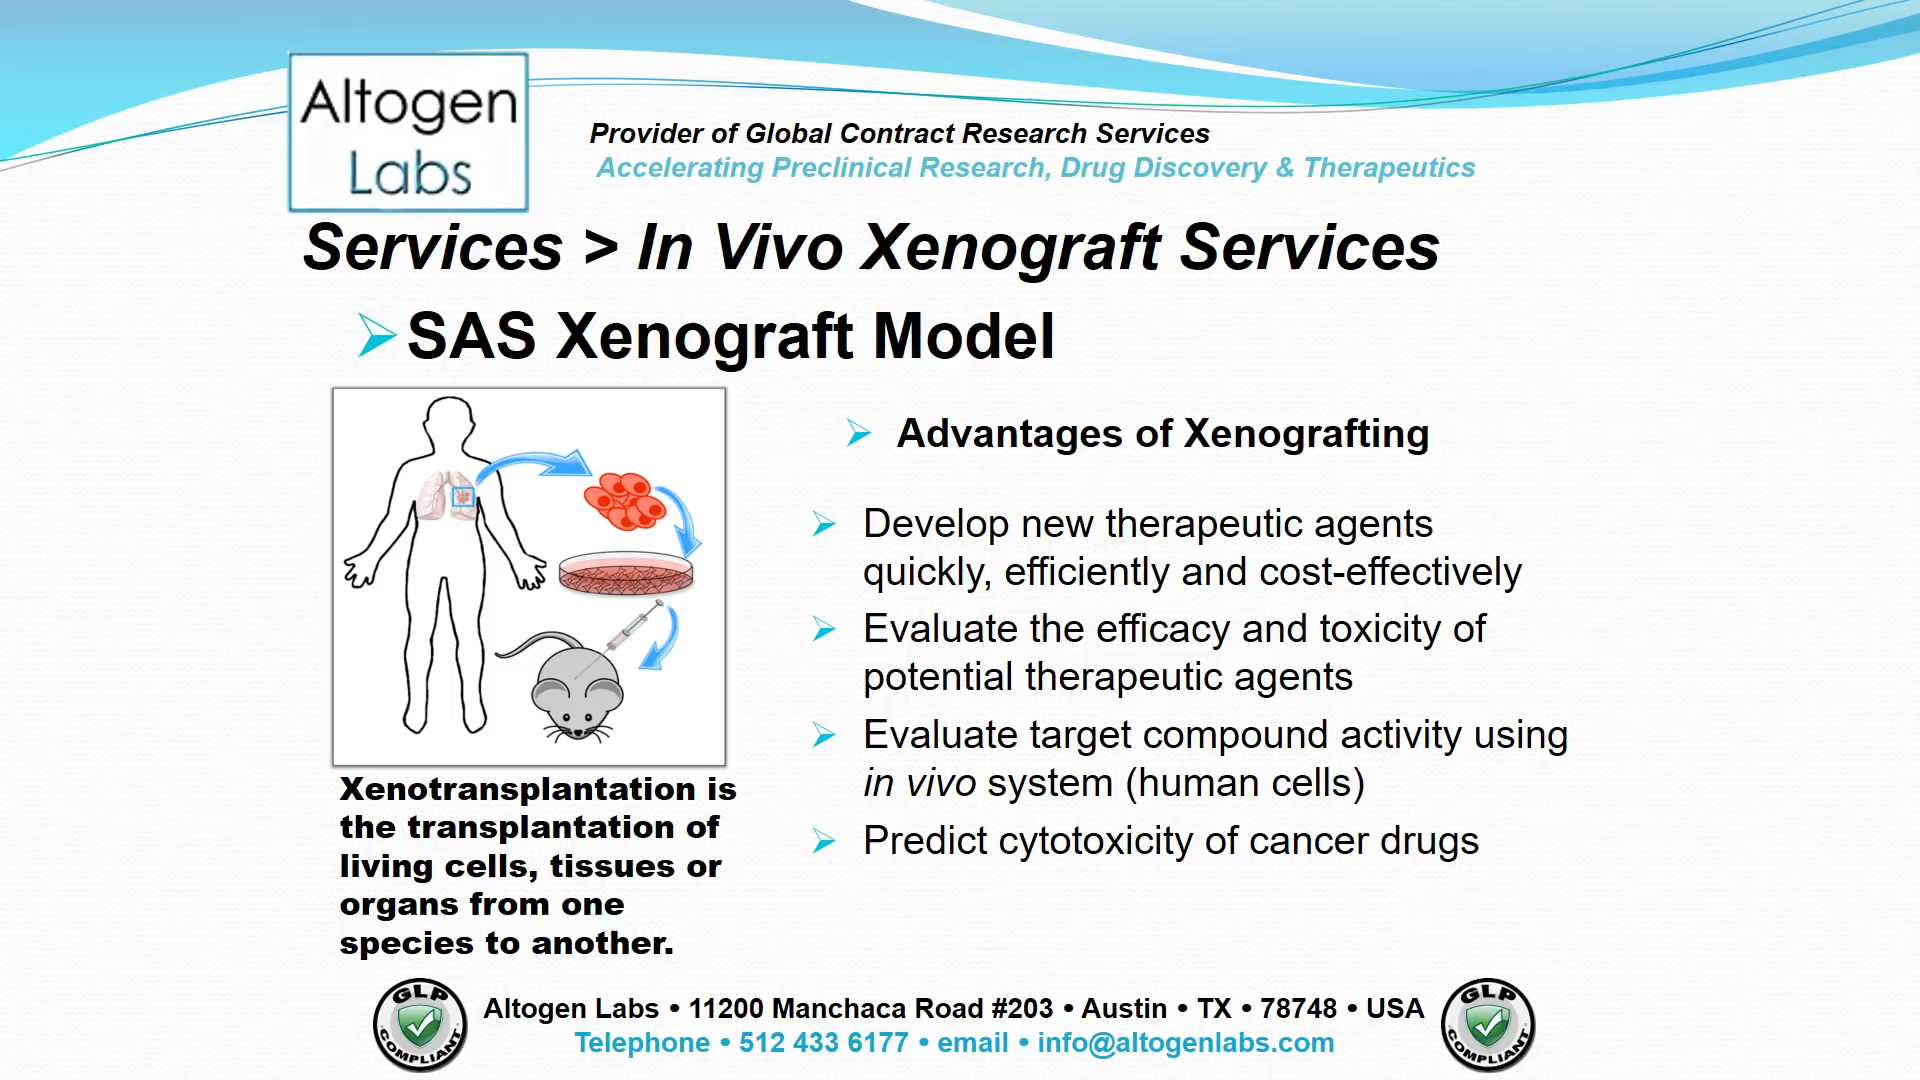 Altogen
Labs
Provider of Global Contract Research Services
Accelerating Preclinical Research, Drug Discovery & Therapeutics
Services > In Vivo Xenograft Services
SAS Xenograft Model
Advantages of Xenografting
Develop new therapeutic agents
quickly, efficiently and cost-effectively
Evaluate the efficacy and toxicity of
potential therapeutic agents
Evaluate target compound activity using
in vivo system (human cells)
Predict cytotoxicity of cancer drugs
Xenotransplantation is
the transplantation of
living cells, tissues or
organs from one
species to another.
GLP
COMPLIANT
Altogen Labs • 11200 Manchaca Road #203 • Austin • TX • 78748 • USA
Telephone • 512 433 6177 • email • info@altogenlabs.com
GLP
COMPLIANT